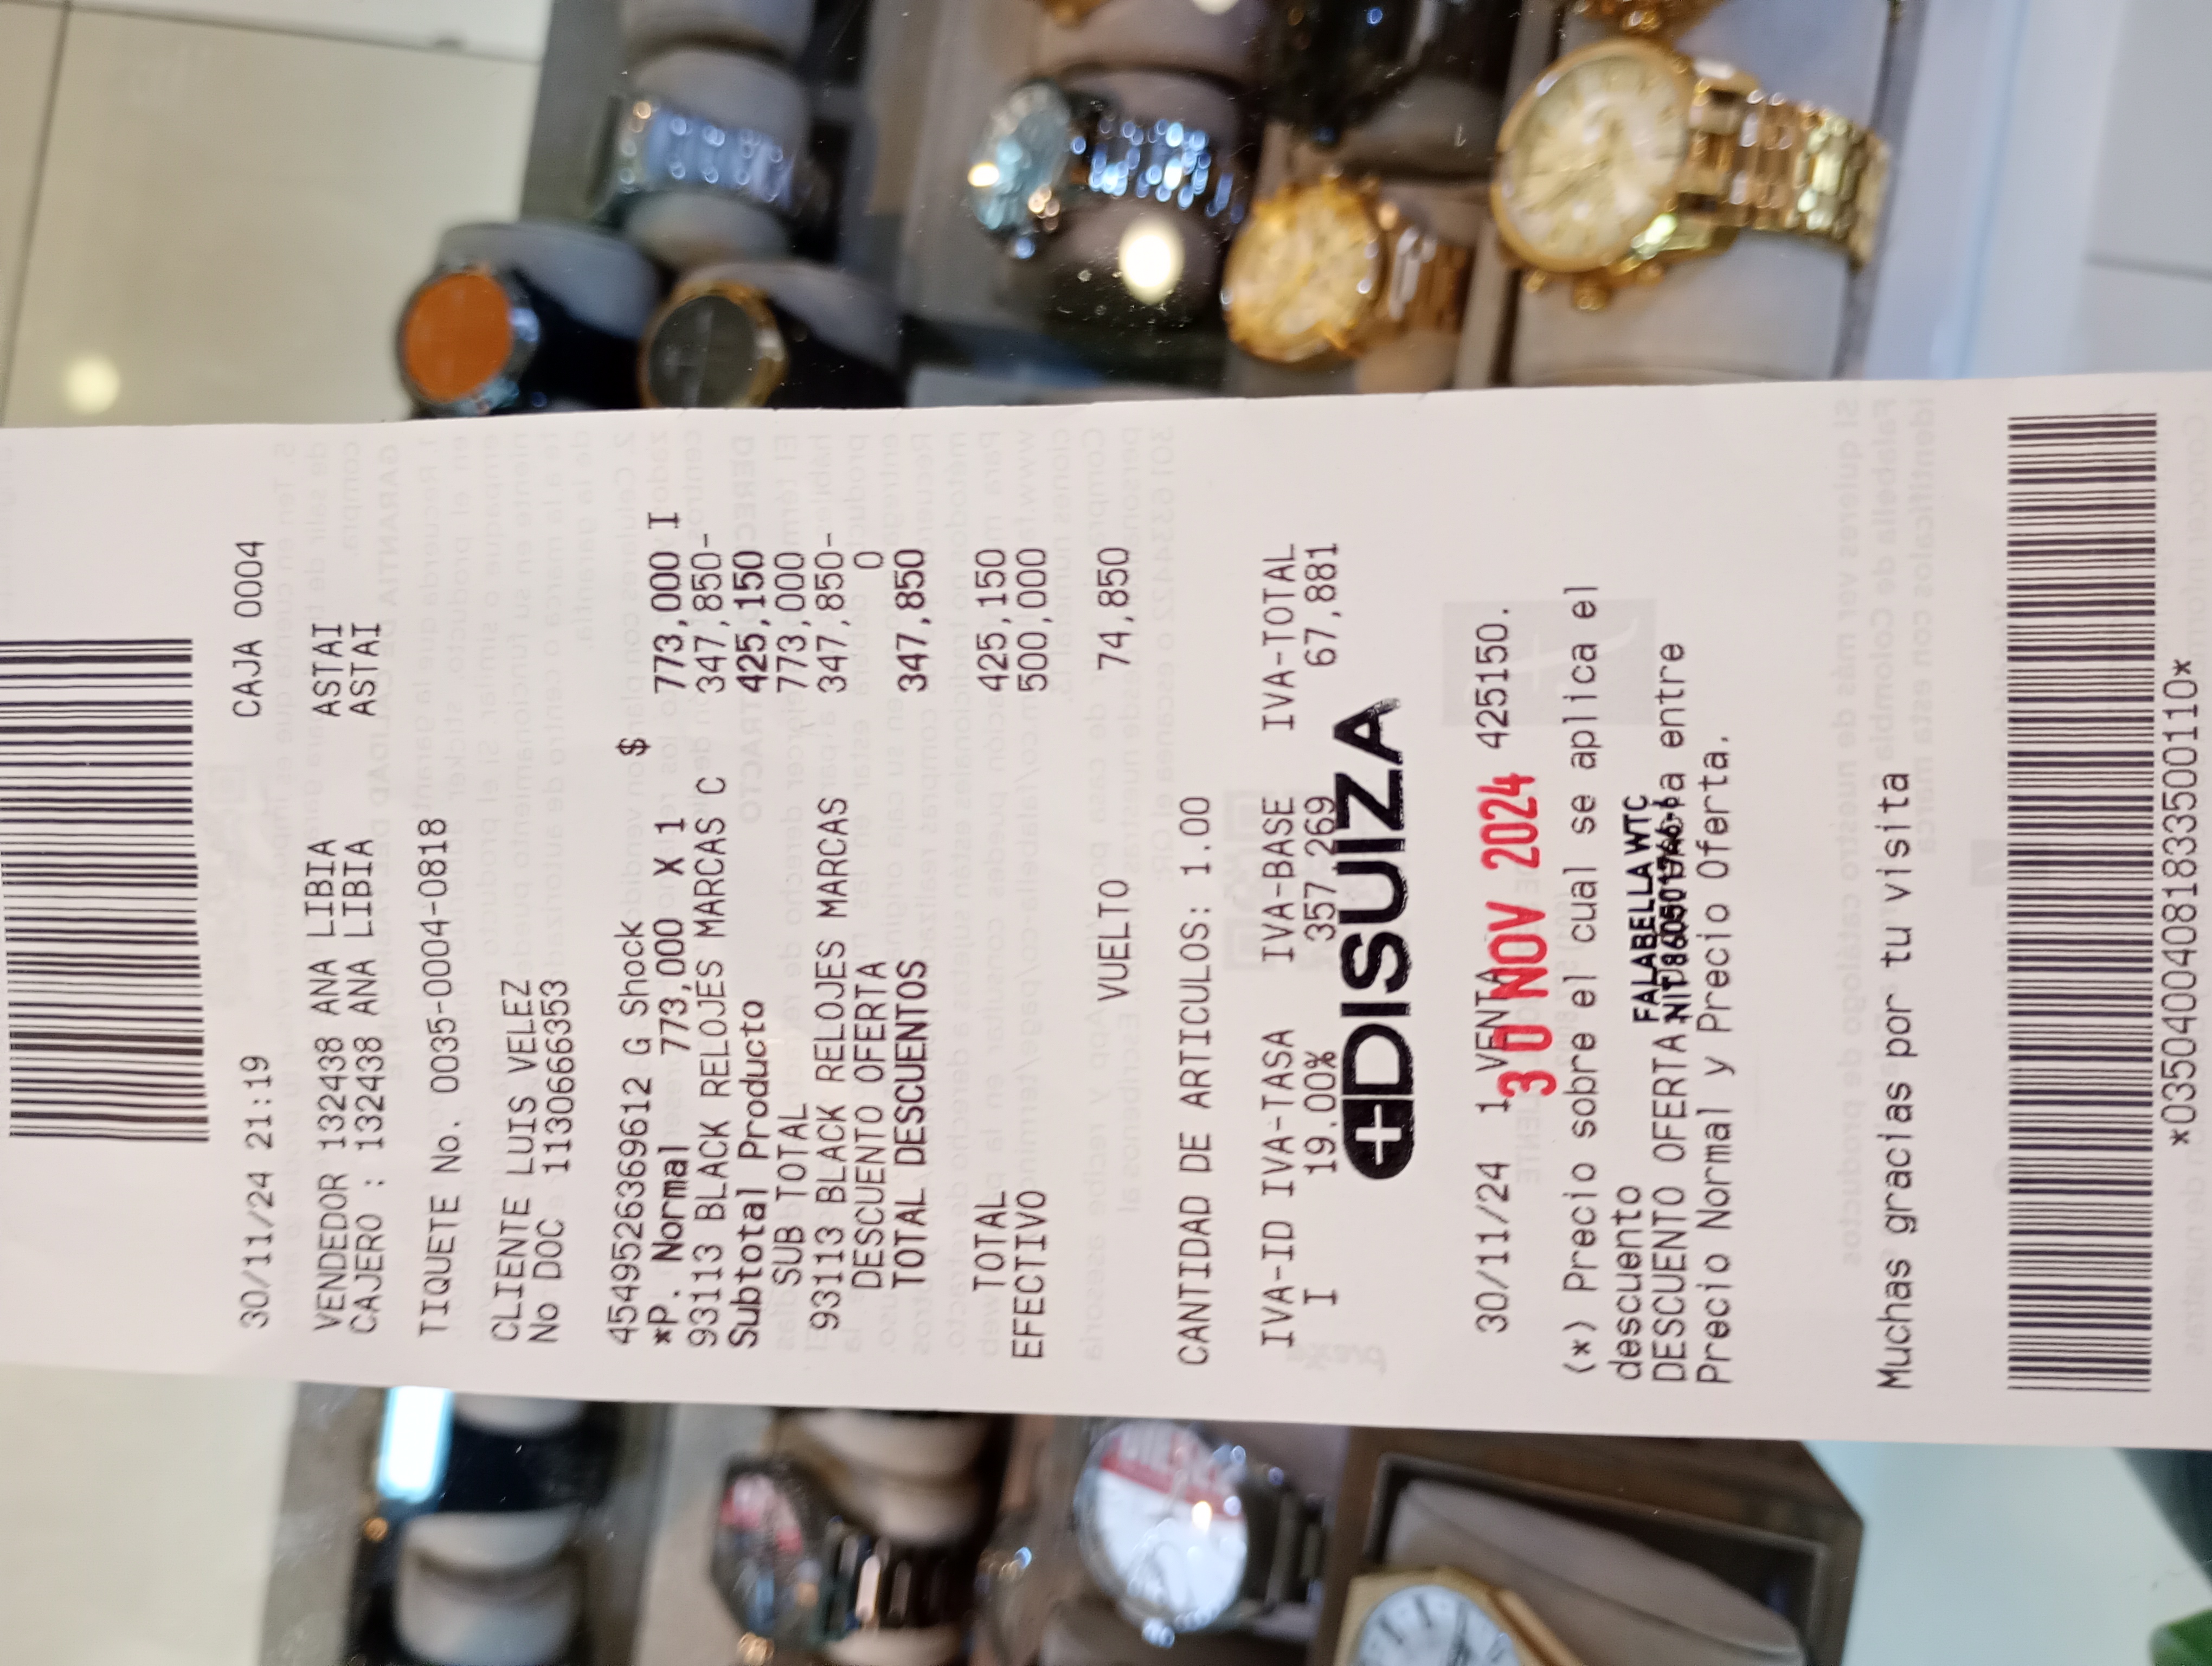 30/11/24 21:19 CAJA 0004
VENDEDOR 132438 ANA LIBIA ASTAI
CAJERO : 132438 ANA LIBIA ASTAI
TIQUETE No. 0035-0004-0818
CLIENTE LUIS VELEZ
No DOC 1130666353
4549526369612 G Shock $
*P. Normal 773,000 X 1 773,000 I
93113 BLACK RELOJES MARCAS C 347,850-
Subtotal Producto 425,150
SUB TOTAL 773,000
93113 BLACK RELOJES MARCAS 347,850-
DESCUENTO OFERTA 0
TOTAL DESCUENTOS 347,850
TOTAL 425,150
EFECTIVO 500,000
VUELTO 74,850
CANTIDAD DE ARTICULOS: 1.00
IVA-ID IVA-TASA IVA-BASE IVA-TOTAL
I 19.00% 357,269 67,881
DISUIZA
30/11/24 1 VENTA 425150.
30 NOV 2024
(*) Precio sobre el cual se aplica el
descuento
FALABELLA WTC
DESCUENTO OFERTA entre
Precio Normal y Precio Oferta.
Muchas gracias por tu visita
*03504004081833500110*